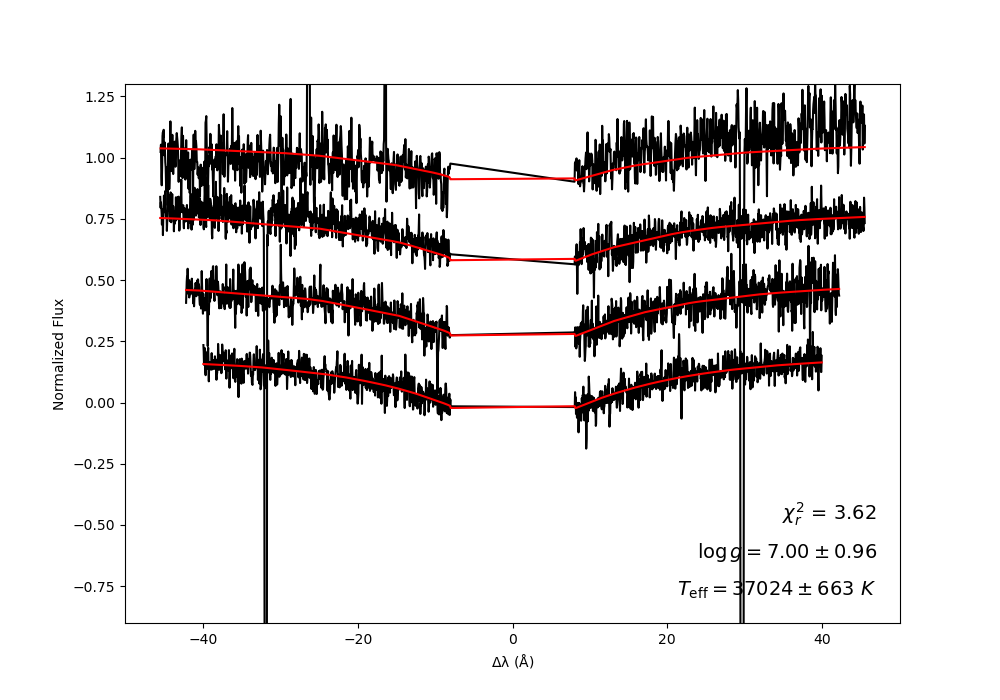 1.25
1.00
0.75
0.50
0.25
0.00
−0.25
−0.50
−0.75
Normalized Flux
χ²ᵣ = 3.62
log g = 7.00 ± 0.96
T_eff = 37024 ± 663 K
−40 −20 0 20 40
Δλ (Å)